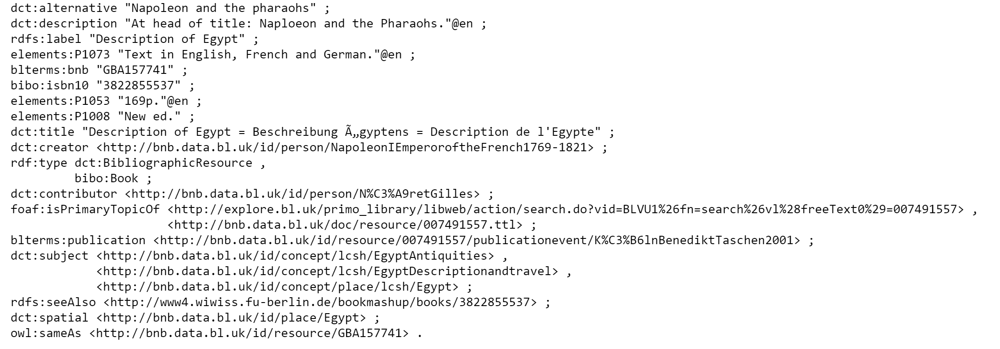 dct:alternative "Napoleon and the pharaohs" ;
dct:description "At head of title: Naploeon and the Pharaohs."@en ;
rdfs:label "Description of Egypt" ;
elements:P1073 "Text in English, French and German."@en ;
blterms:bnb "GBA157741" ;
bibo:isbn10 "3822855537" ;
elements:P1053 "169p."@en ;
elements:P1008 "New ed." ;
dct:title "Description of Egypt = Beschreibung Ã„gyptens = Description de l'Egypte" ;
dct:creator <http://bnb.data.bl.uk/id/person/NapoleonIEmperoroftheFrench1769-1821> ;
rdf:type dct:BibliographicResource ,
bibo:Book ;
dct:contributor <http://bnb.data.bl.uk/id/person/N%C3%A9retGilles> ;
foaf:isPrimaryTopicOf <http://explore.bl.uk/primo_library/libweb/action/search.do?vid=BLVU1%26fn=search%26vl%28freeText0%29=007491557> ,
<http://bnb.data.bl.uk/doc/resource/007491557.ttl> ;
blterms:publication <http://bnb.data.bl.uk/id/resource/007491557/publicationevent/K%C3%B6lnBenediktTaschen2001> ;
dct:subject <http://bnb.data.bl.uk/id/concept/lcsh/EgyptAntiquities> ,
<http://bnb.data.bl.uk/id/concept/lcsh/EgyptDescriptionandtravel> ,
<http://bnb.data.bl.uk/id/concept/place/lcsh/Egypt> ;
rdfs:seeAlso <http://www4.wiwiss.fu-berlin.de/bookmashup/books/3822855537> ;
dct:spatial <http://bnb.data.bl.uk/id/place/Egypt> ;
owl:sameAs <http://bnb.data.bl.uk/id/resource/GBA157741> .